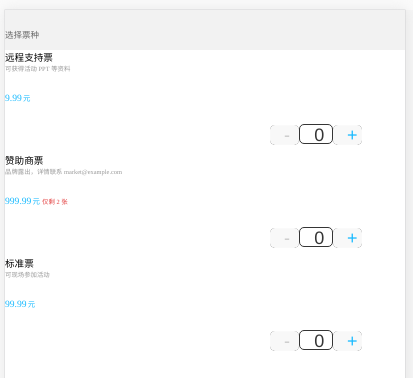 选择票种
远程支持票
可获得活动 PPT 等资料
9.99 元
- 0 +
赞助商票
品牌露出，详情联系 market@example.com
999.99 元 仅剩 2 张
- 0 +
标准票
可现场参加活动
99.99 元
- 0 +